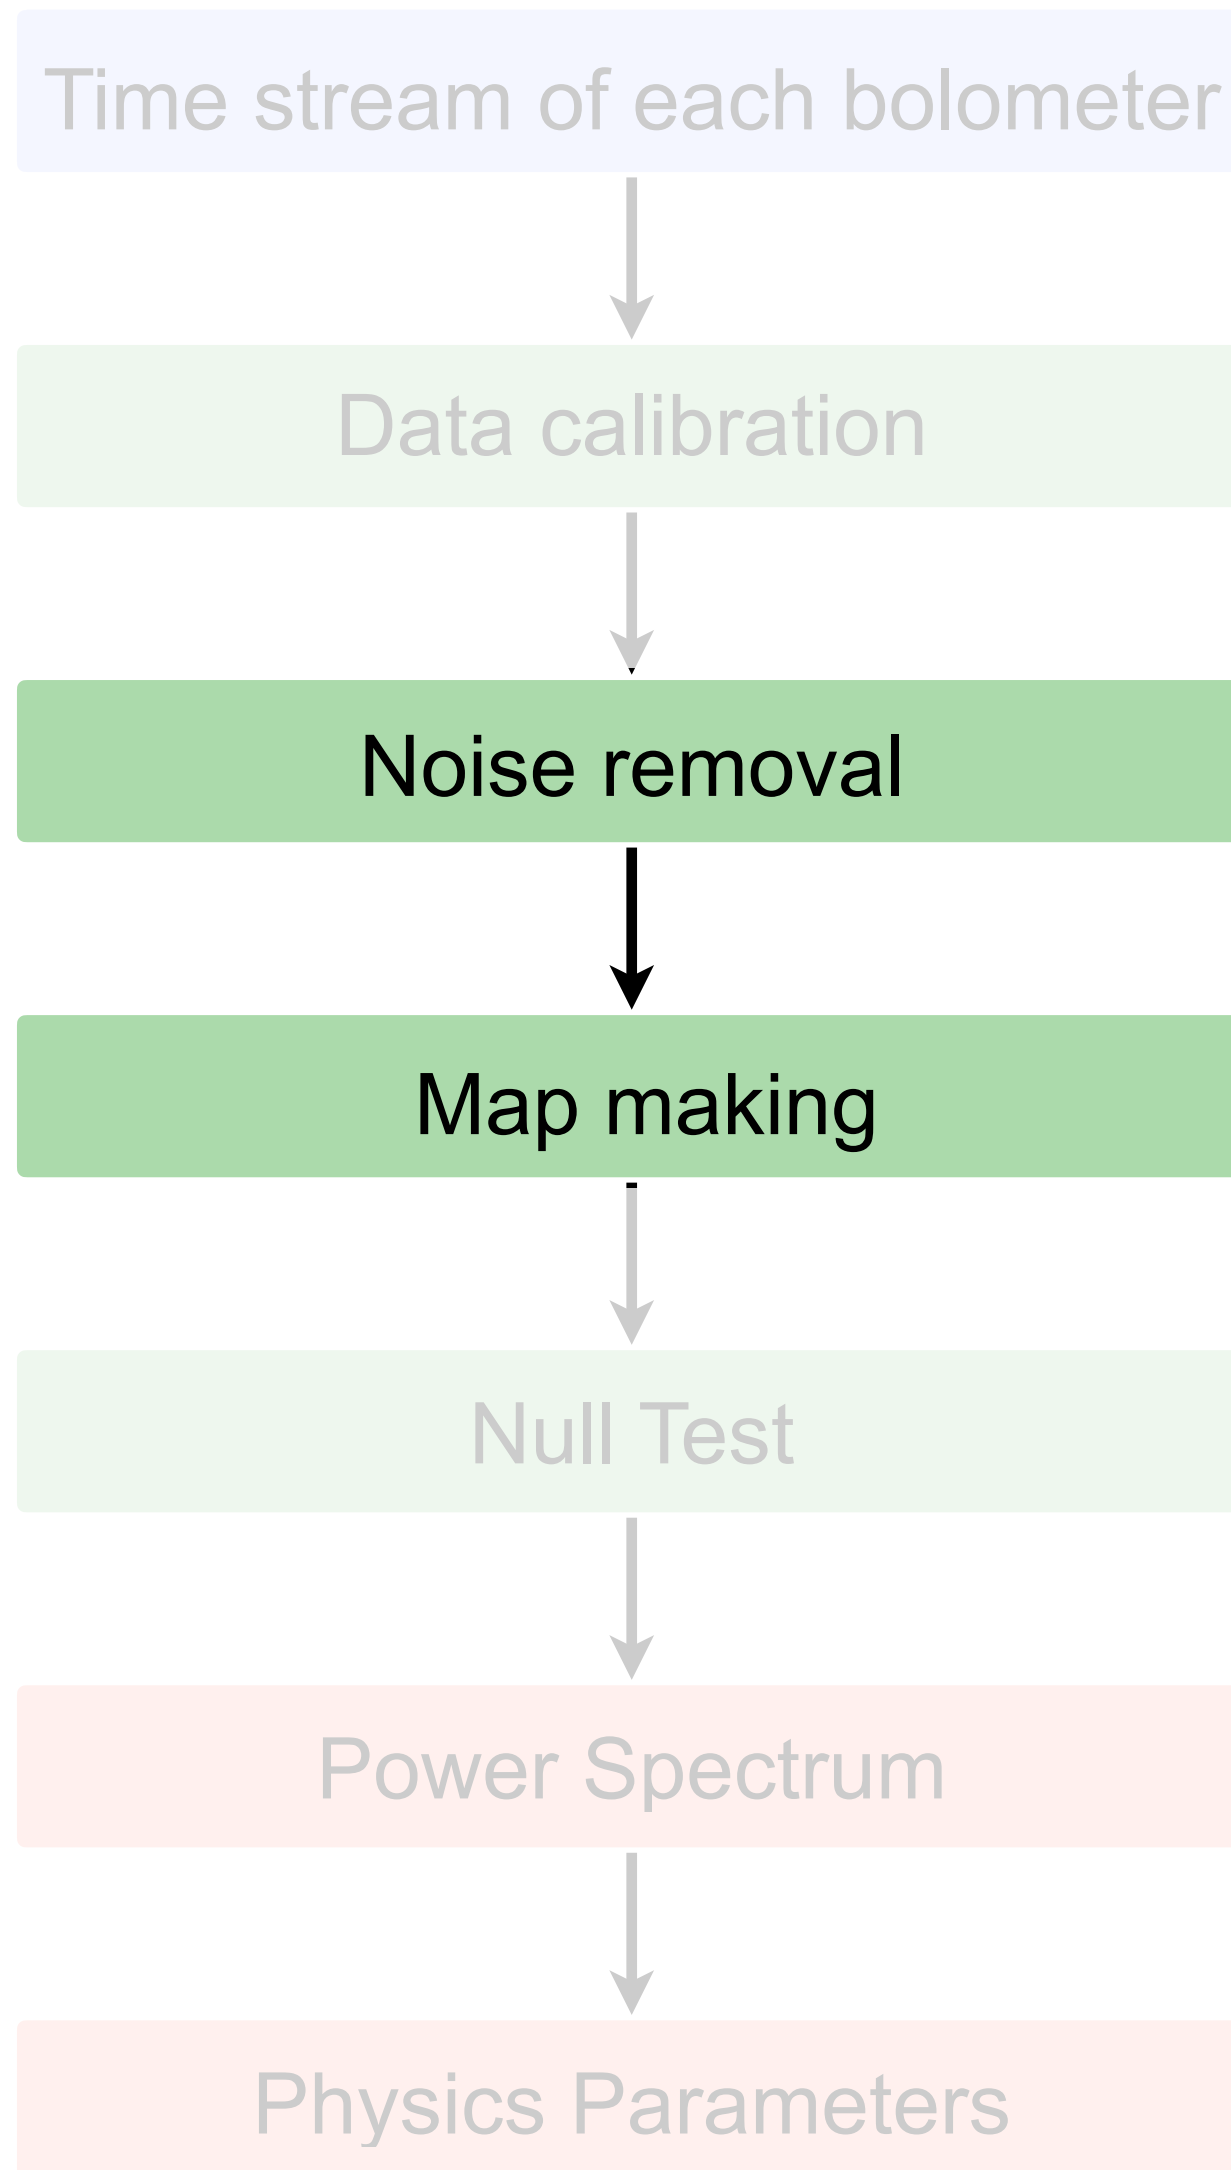 Time stream of each bolometer
Data calibration
Noise removal
Map making
Null Test
Power Spectrum
Physics Parameters